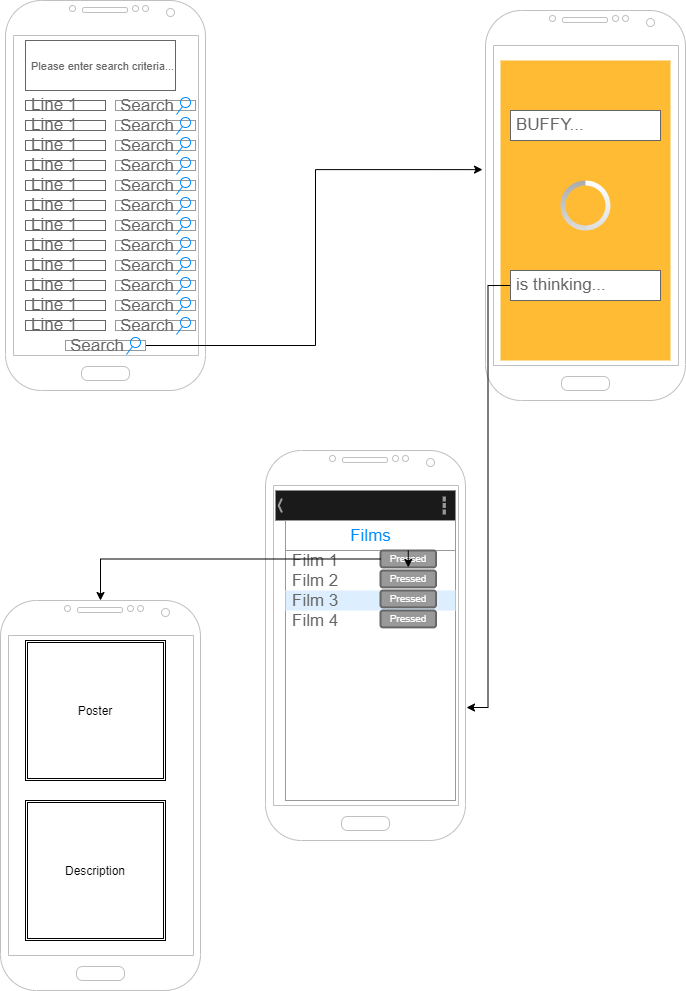 Please enter search criteria...
Line 1 Search
Line 1 Search
Line 1 Search
Line 1 Search
Line 1 Search
Line 1 Search
Line 1 Search
Line 1 Search
Line 1 Search
Line 1 Search
Line 1 Search
Line 1 Search
Search
BUFFY...
is thinking...
Films
Film 1 Pressed
Film 2 Pressed
Film 3 Pressed
Film 4 Pressed
Poster
Description